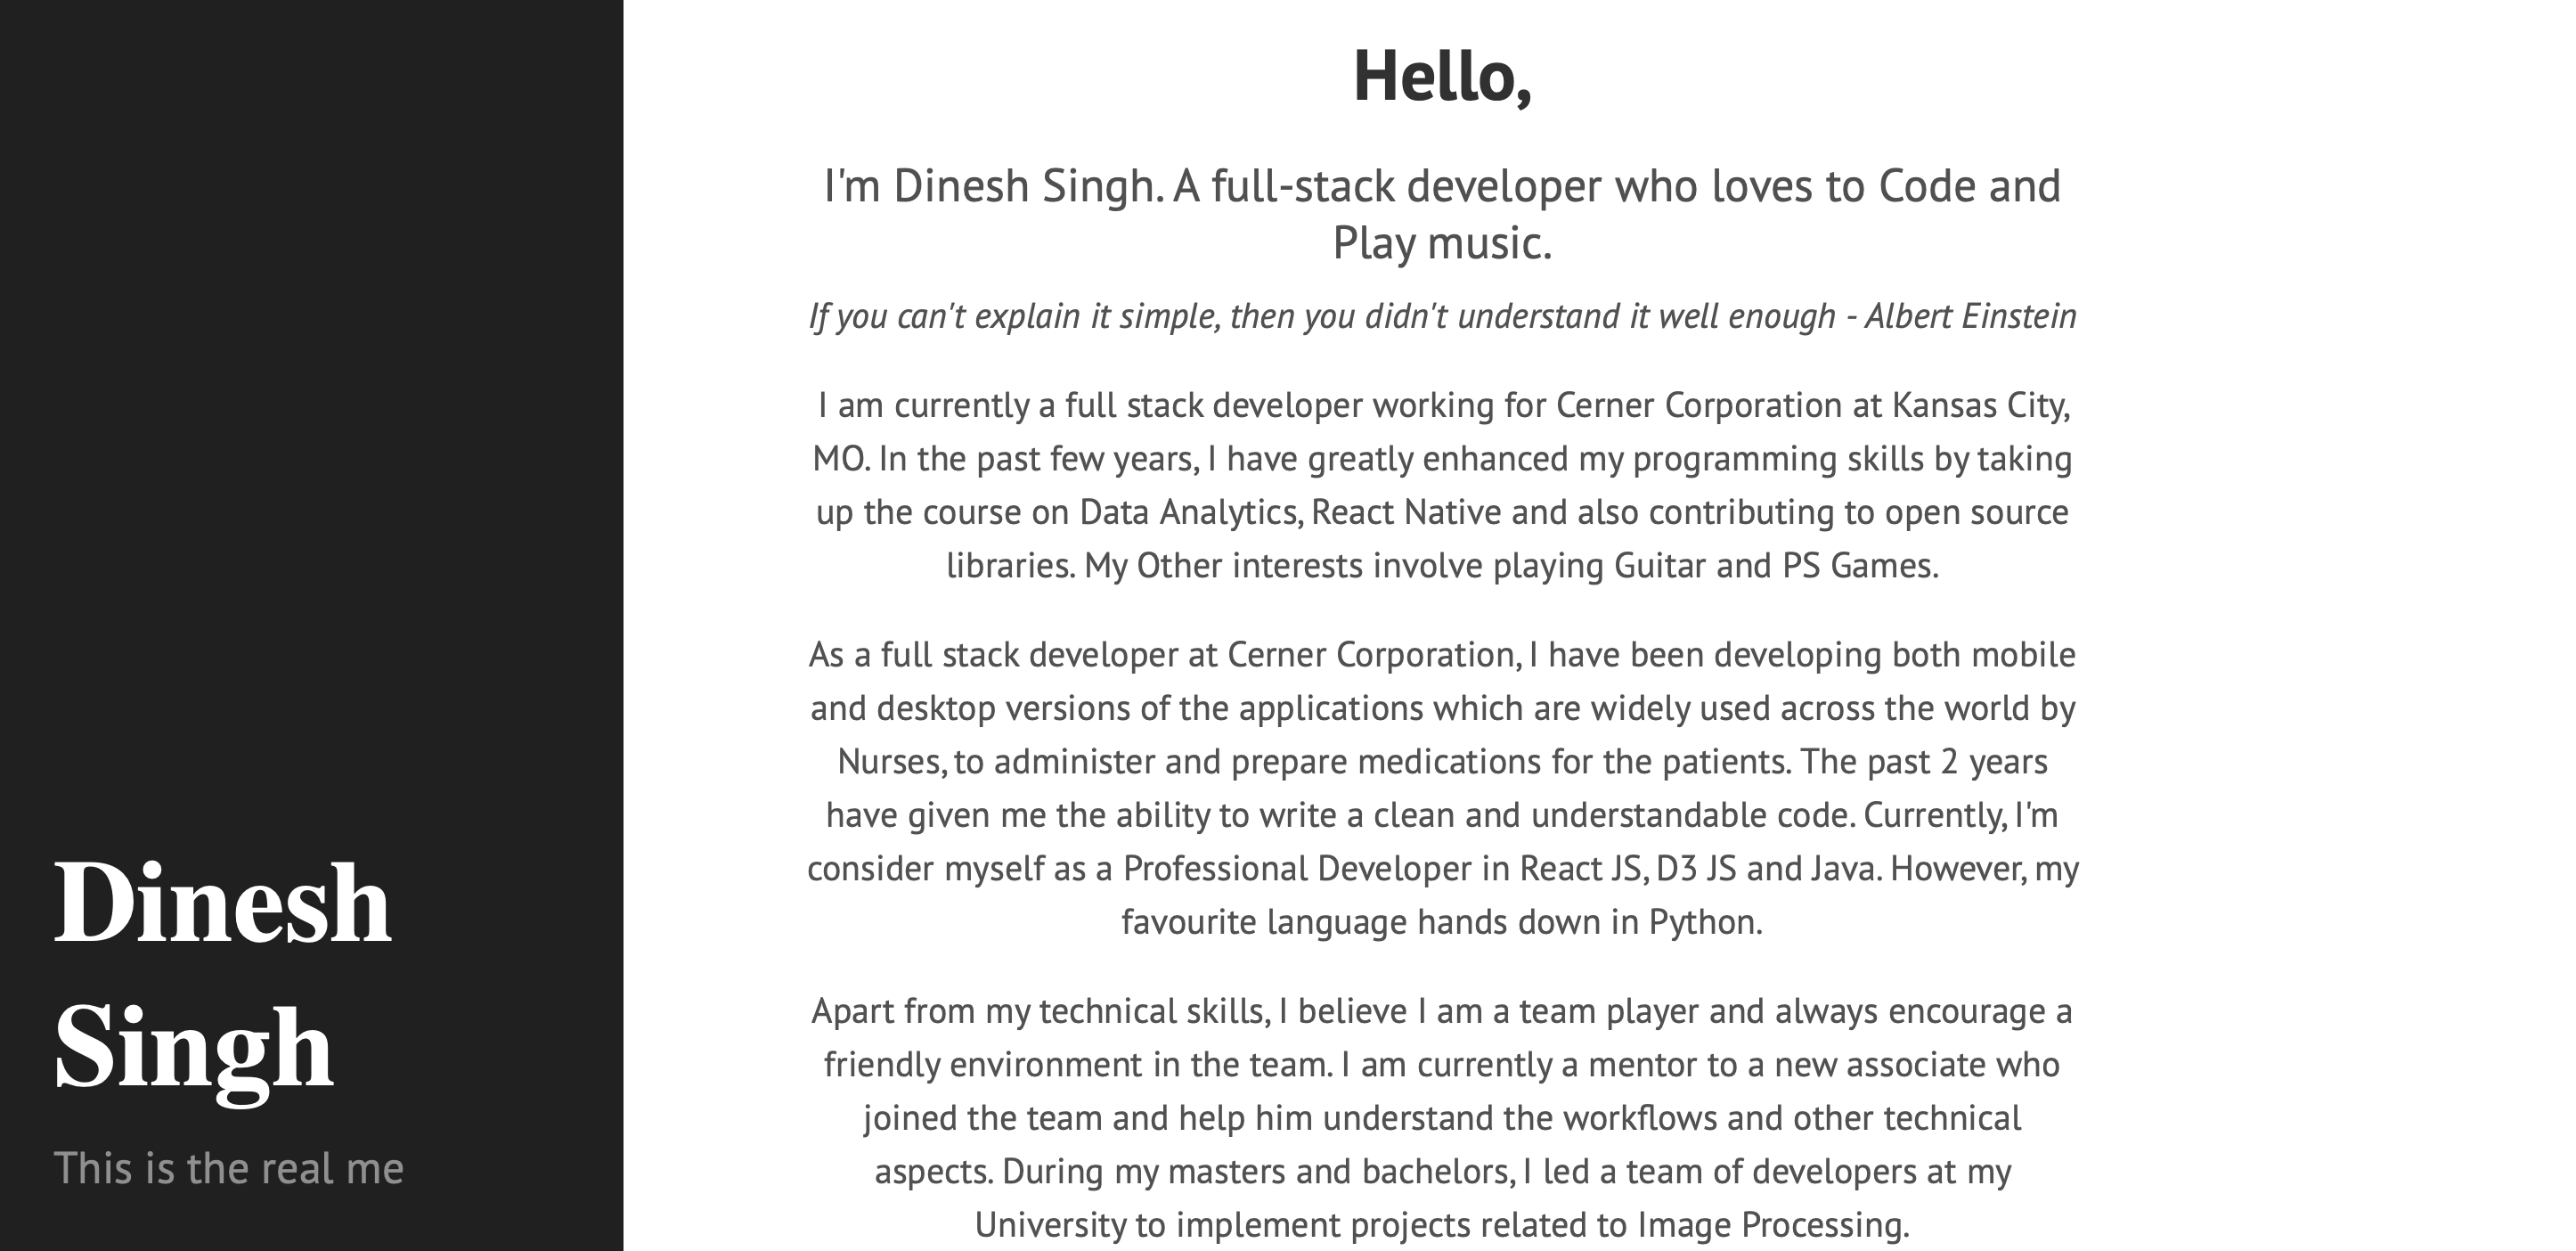 Dinesh
Singh
This is the real me
Hello,
I'm Dinesh Singh. A full-stack developer who loves to Code and
Play music.
If you can't explain it simple, then you didn't understand it well enough - Albert Einstein
I am currently a full stack developer working for Cerner Corporation at Kansas City,
MO. In the past few years, I have greatly enhanced my programming skills by taking
up the course on Data Analytics, React Native and also contributing to open source
libraries. My Other interests involve playing Guitar and PS Games.
As a full stack developer at Cerner Corporation, I have been developing both mobile
and desktop versions of the applications which are widely used across the world by
Nurses, to administer and prepare medications for the patients. The past 2 years
have given me the ability to write a clean and understandable code. Currently, I'm
consider myself as a Professional Developer in React JS, D3 JS and Java. However, my
favourite language hands down in Python.
Apart from my technical skills, I believe I am a team player and always encourage a
friendly environment in the team. I am currently a mentor to a new associate who
joined the team and help him understand the workflows and other technical
aspects. During my masters and bachelors, I led a team of developers at my
University to implement projects related to Image Processing.